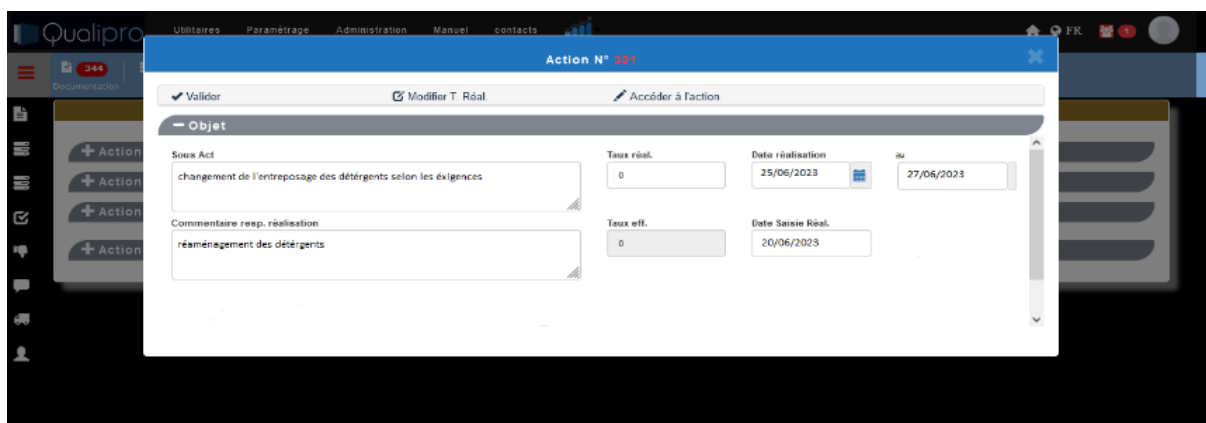 Qualipro
Utilitaires Paramétrage Administration Manuel contacts
FR 1
Action N° 301
344
Documentation
Valider Modifier T. Réal. Accéder à l'action
Objet
Action
Action
Action
Action
Sous Act Taux réal. Date réalisation au
changement de l'entreposage des détérgents selon les éxigences 0 25/06/2023 27/06/2023
Commentaire resp. réalisation Taux eff. Date Saisie Réal.
réaménagement des détérgents 0 20/06/2023